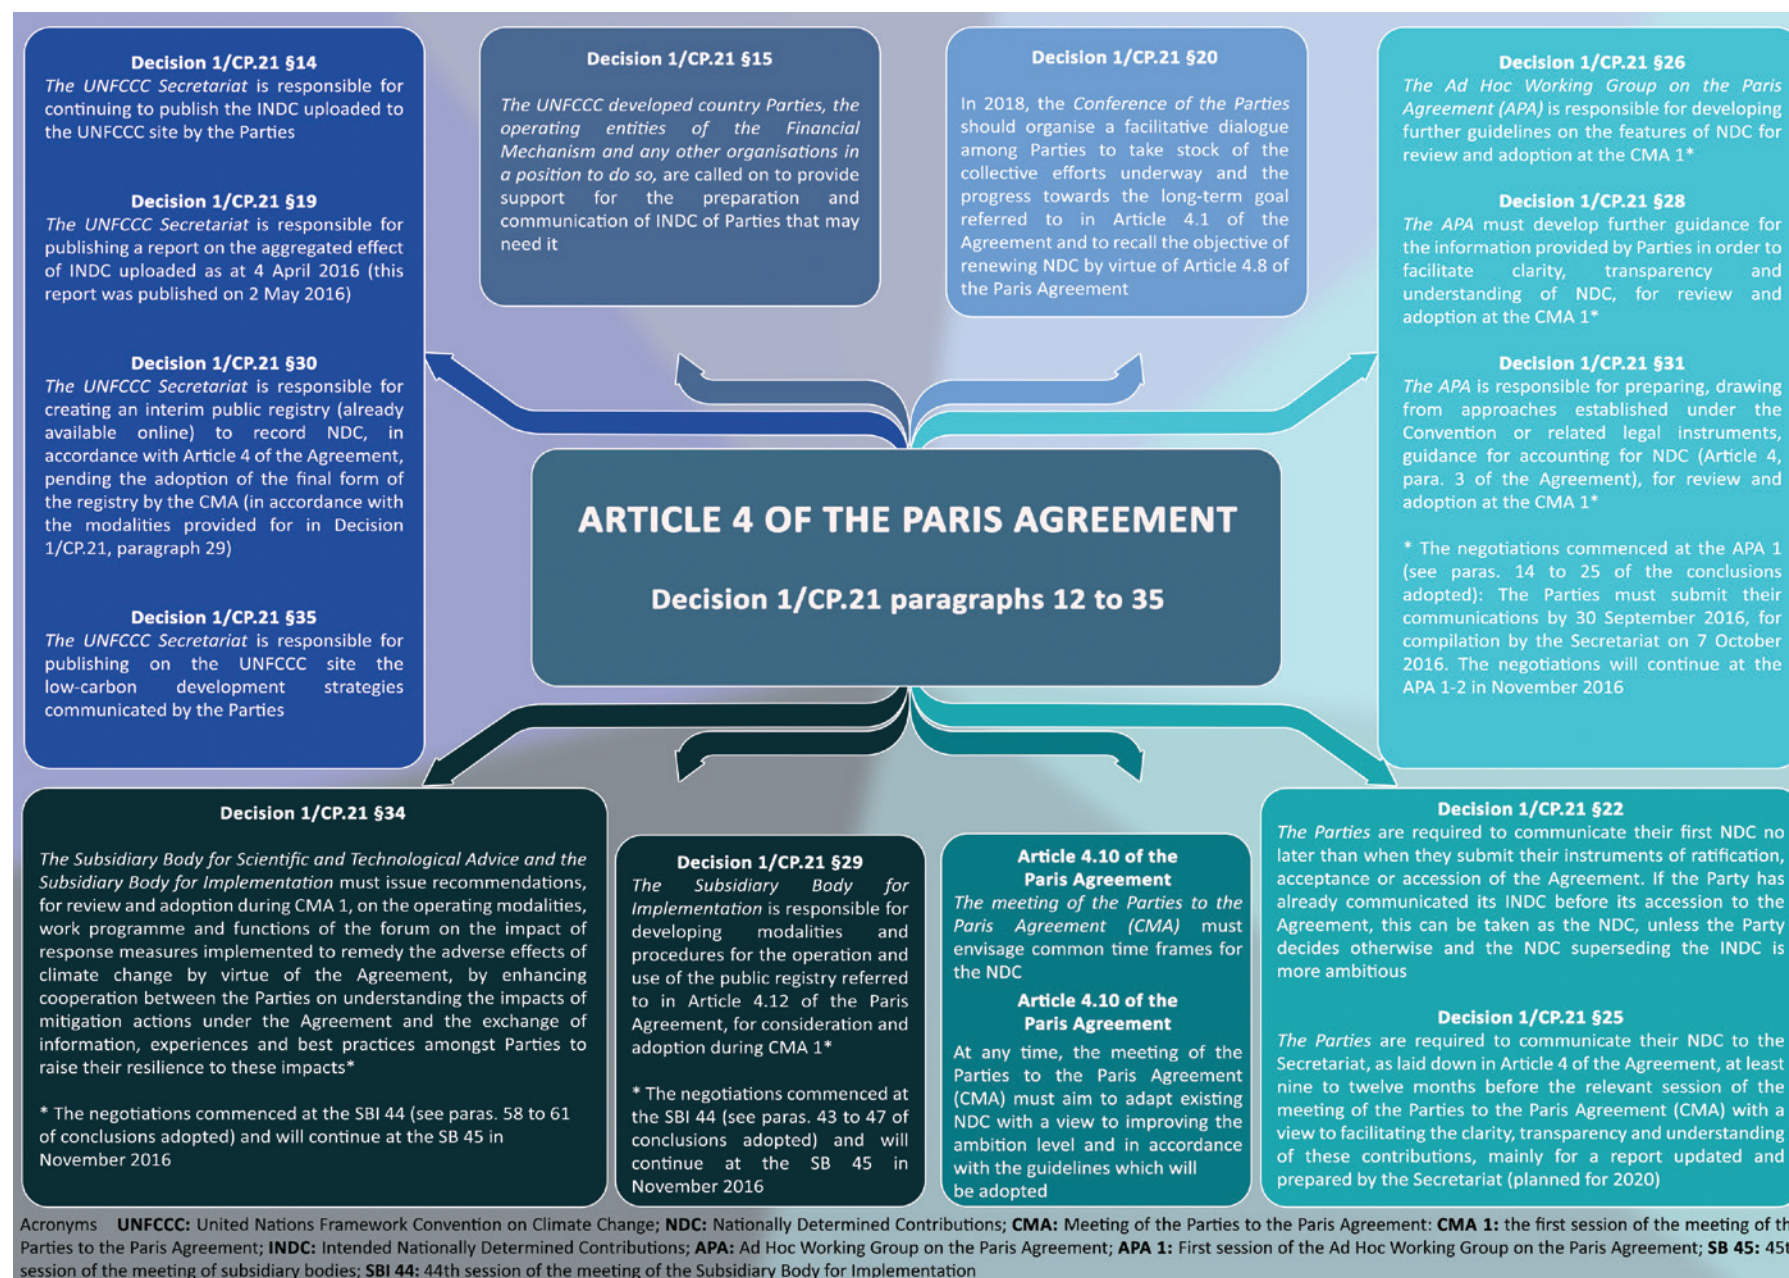 Decision 1/CP.21 §14
The UNFCCC Secretariat is responsible for
continuing to publish the INDC uploaded to
the UNFCCC site by the Parties
Decision 1/CP.21 §19
The UNFCCC Secretariat is responsible for
publishing a report on the aggregated effect
of INDC uploaded as at 4 April 2016 (this
report was published on 2 May 2016)
Decision 1/CP.21 §30
The UNFCCC Secretariat is responsible for
creating an interim public registry (already
available online) to record NDC, in
accordance with Article 4 of the Agreement,
pending the adoption of the final form of
the registry by the CMA (in accordance with
the modalities provided for in Decision
1/CP.21, paragraph 29)
Decision 1/CP.21 §35
The UNFCCC Secretariat is responsible for
publishing on the UNFCCC site the
low-carbon development strategies
communicated by the Parties
Decision 1/CP.21 §15
The UNFCCC developed country Parties, the
operating entities of the Financial
Mechanism and any other organisations in
a position to do so, are called on to provide
support for the preparation and
communication of INDC of Parties that may
need it
Decision 1/CP.21 §20
In 2018, the Conference of the Parties
should organise a facilitative dialogue
among Parties to take stock of the
collective efforts underway and the
progress towards the long-term goal
referred to in Article 4.1 of the
Agreement and to recall the objective of
renewing NDC by virtue of Article 4.8 of
the Paris Agreement
Decision 1/CP.21 §26
The Ad Hoc Working Group on the Paris
Agreement (APA) is responsible for developing
further guidelines on the features of NDC for
review and adoption at the CMA 1*
Decision 1/CP.21 §28
The APA must develop further guidance for
the information provided by Parties in order to
facilitate clarity, transparency and
understanding of NDC, for review and
adoption at the CMA 1*
Decision 1/CP.21 §31
The APA is responsible for preparing, drawing
from approaches established under the
Convention or related legal instruments,
guidance for accounting for NDC (Article 4,
para. 3 of the Agreement), for review and
adoption at the CMA 1*
* The negotiations commenced at the APA 1
(see paras. 14 to 25 of the conclusions
adopted): The Parties must submit their
communications by 30 September 2016, for
compilation by the Secretariat on 7 October
2016. The negotiations will continue at the
APA 1-2 in November 2016
ARTICLE 4 OF THE PARIS AGREEMENT
Decision 1/CP.21 paragraphs 12 to 35
Decision 1/CP.21 §34
The Subsidiary Body for Scientific and Technological Advice and the
Subsidiary Body for Implementation must issue recommendations,
for review and adoption during CMA 1, on the operating modalities,
work programme and functions of the forum on the impact of
response measures implemented to remedy the adverse effects of
climate change by virtue of the Agreement, by enhancing
cooperation between the Parties on understanding the impacts of
mitigation actions under the Agreement and the exchange of
information, experiences and best practices amongst Parties to
raise their resilience to these impacts*
* The negotiations commenced at the SBI 44 (see paras. 58 to 61
of conclusions adopted) and will continue at the SB 45 in
November 2016
Decision 1/CP.21 §29
The Subsidiary Body for
Implementation is responsible for
developing modalities and
procedures for the operation and
use of the public registry referred
to in Article 4.12 of the Paris
Agreement, for consideration and
adoption during CMA 1*
* The negotiations commenced at
the SBI 44 (see paras. 43 to 47 of
conclusions adopted) and will
continue at the SB 45 in
November 2016
Article 4.10 of the
Paris Agreement
The meeting of the Parties to the
Paris Agreement (CMA) must
envisage common time frames for
the NDC
Article 4.10 of the
Paris Agreement
At any time, the meeting of the
Parties to the Paris Agreement
(CMA) must aim to adapt existing
NDC with a view to improving the
ambition level and in accordance
with the guidelines which will
be adopted
Decision 1/CP.21 §22
The Parties are required to communicate their first NDC no
later than when they submit their instruments of ratification,
acceptance or accession of the Agreement. If the Party has
already communicated its INDC before its accession to the
Agreement, this can be taken as the NDC, unless the Party
decides otherwise and the NDC superseding the INDC is
more ambitious
Decision 1/CP.21 §25
The Parties are required to communicate their NDC to the
Secretariat, as laid down in Article 4 of the Agreement, at least
nine to twelve months before the relevant session of the
meeting of the Parties to the Paris Agreement (CMA) with a
view to facilitating the clarity, transparency and understanding
of these contributions, mainly for a report updated and
prepared by the Secretariat (planned for 2020)
Acronyms UNFCCC: United Nations Framework Convention on Climate Change; NDC: Nationally Determined Contributions; CMA: Meeting of the Parties to the Paris Agreement: CMA 1: the first session of the meeting of th
Parties to the Paris Agreement; INDC: Intended Nationally Determined Contributions; APA: Ad Hoc Working Group on the Paris Agreement; APA 1: First session of the Ad Hoc Working Group on the Paris Agreement; SB 45: 45t
session of the meeting of subsidiary bodies; SBI 44: 44th session of the meeting of the Subsidiary Body for Implementation